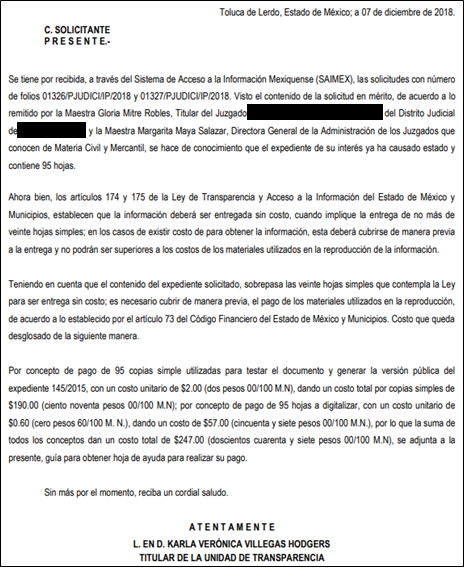 Toluca de Lerdo, Estado de México; a 07 de diciembre de 2018.
C. SOLICITANTE
P R E S E N T E.-
Se tiene por recibida, a través del Sistema de Acceso a la Información Mexiquense (SAIMEX), las solicitudes con número
de folios 01326/PJUDICI/IP/2018 y 01327/PJUDICI/IP/2018. Visto el contenido de la solicitud en mérito, de acuerdo a lo
remitido por la Maestra Gloria Mitre Robles, Titular del Juzgado del Distrito Judicial
de y la Maestra Margarita Maya Salazar, Directora General de la Administración de los Juzgados que
conocen de Materia Civil y Mercantil, se hace de conocimiento que el expediente de su interés ya ha causado estado y
contiene 95 hojas.
Ahora bien, los artículos 174 y 175 de la Ley de Transparencia y Acceso a la Información del Estado de México y
Municipios, establecen que la información deberá ser entregada sin costo, cuando implique la entrega de no más de
veinte hojas simples; en los casos de existir costo de para obtener la información, esta deberá cubrirse de manera previa
a la entrega y no podrán ser superiores a los costos de los materiales utilizados en la reproducción de la información.
Teniendo en cuenta que el contenido del expediente solicitado, sobrepasa las veinte hojas simples que contempla la Ley
para ser entrega sin costo; es necesario cubrir de manera previa, el pago de los materiales utilizados en la reproducción,
de acuerdo a lo establecido por el artículo 73 del Código Financiero del Estado de México y Municipios. Costo que queda
desglosado de la siguiente manera.
Por concepto de pago de 95 copias simple utilizadas para testar el documento y generar la versión pública del
expediente 145/2015, con un costo unitario de $2.00 (dos pesos 00/100 M.N), dando un costo total por copias simples de
$190.00 (ciento noventa pesos 00/100 M.N); por concepto de pago de 95 hojas a digitalizar, con un costo unitario de
$0.60 (cero pesos 60/100 M. N.), dando un costo de $57.00 (cincuenta y siete pesos 00/100 M.N.), por lo que la suma de
todos los conceptos dan un costo total de $247.00 (doscientos cuarenta y siete pesos 00/100 M.N), se adjunta a la
presente, guía para obtener hoja de ayuda para realizar su pago.
Sin más por el momento, reciba un cordial saludo.
A T E N T A M E N T E
L. EN D. KARLA VERÓNICA VILLEGAS HODGERS
TITULAR DE LA UNIDAD DE TRANSPARENCIA